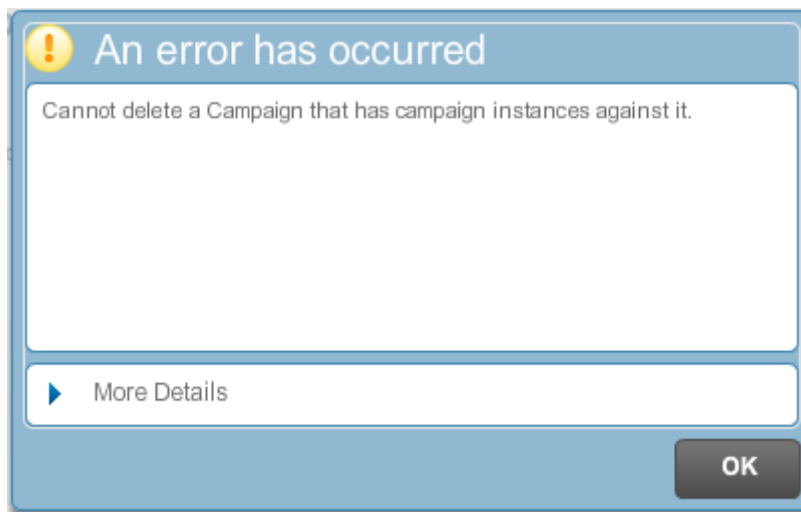 An error has occurred
Cannot delete a Campaign that has campaign instances against it.
More Details
OK